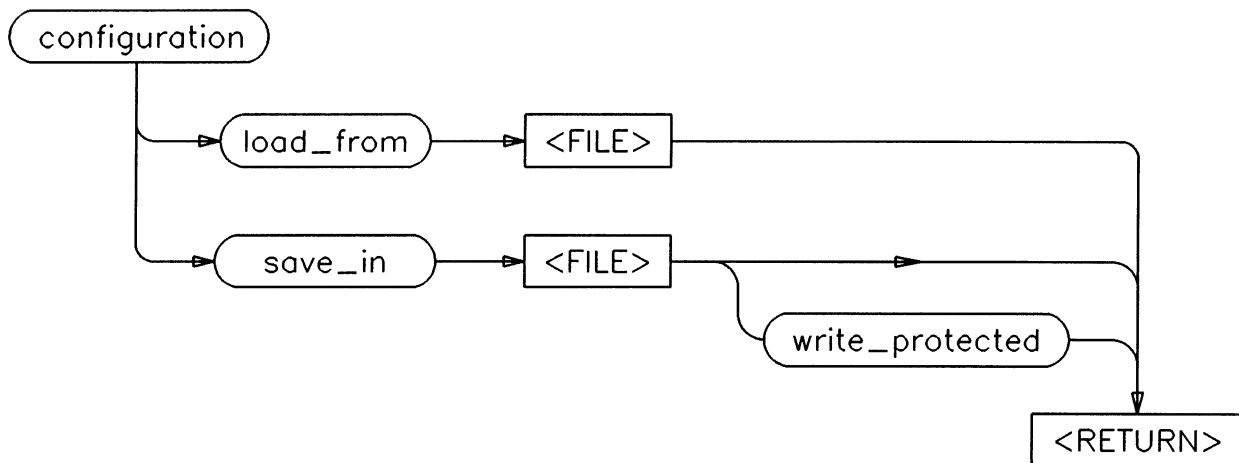 configuration
load_from
<FILE>
save_in
<FILE>
write_protected
<RETURN>